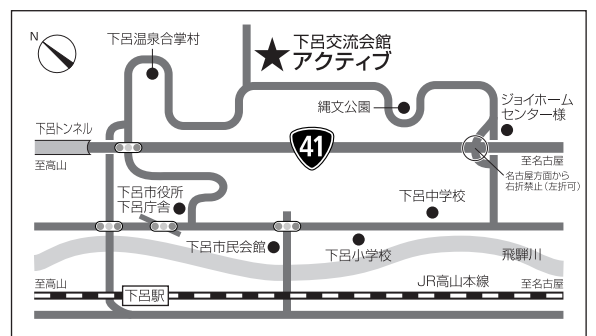 N
下呂温泉合掌村
下呂交流会館
アクティブ
縄文公園
ジョイホーム
センター様
下呂トンネル
至高山
41
至名古屋
名古屋方面から
右折禁止(左折可)
下呂市役所
下呂庁舎
下呂中学校
下呂市民会館
下呂小学校
飛騨川
至高山
JR高山本線
至名古屋
下呂駅